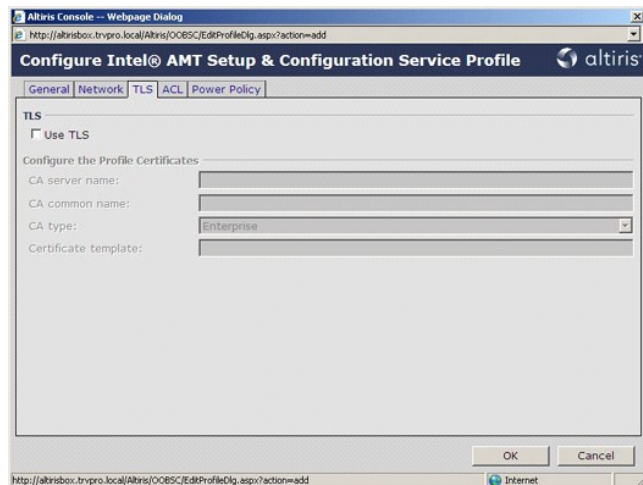 Altiris Console -- Webpage Dialog
http://altirisbox.trvpro.local/Altiris/OOBSC/EditProfileDlg.aspx?action=add
Configure Intel® AMT Setup & Configuration Service Profile
altiris
General Network TLS ACL Power Policy
TLS
Use TLS
Configure the Profile Certificates
CA server name:
CA common name:
CA type: Enterprise
Certificate template:
OK Cancel
http://altirisbox.trvpro.local/Altiris/OOBSC/EditProfileDlg.aspx?action=add Internet